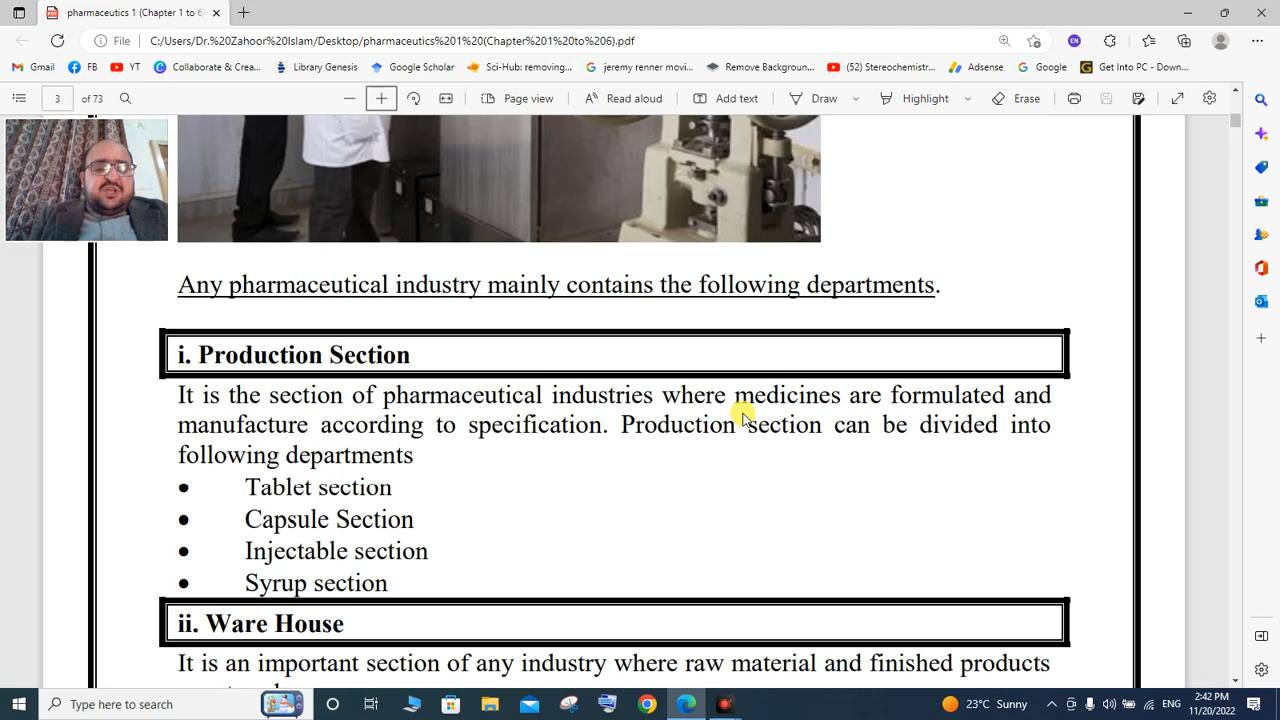 pharmaceutics 1 (Chapter 1 to 6)
File C:/Users/Dr.%20Zahoor%20Islam/Desktop/pharmaceutics%201%20(Chapter%201%20to%206).pdf
Gmail FB YT Collaborate & Crea... Library Genesis Google Scholar Sci-Hub: removing... jeremy renner movi... Remove Backgroun... (52) Stereochemistr... Adsense Google Get Into PC - Dow...
3 of 73 Page view Read aloud Add text Draw Highlight Erase
Any pharmaceutical industry mainly contains the following departments.
i. Production Section
It is the section of pharmaceutical industries where medicines are formulated and
manufacture according to specification. Production section can be divided into
following departments
• Tablet section
• Capsule Section
• Injectable section
• Syrup section
ii. Ware House
It is an important section of any industry where raw material and finished products
Type here to search 23°C Sunny ENG 2:42 PM
11/20/2022